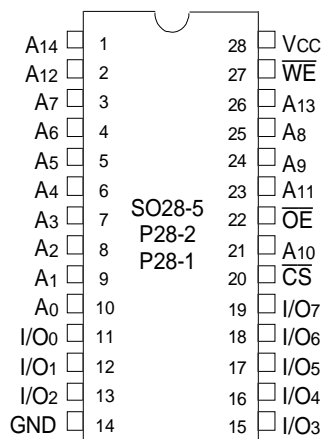 A14 1 28 VCC
A12 2 27 W̅E̅
A7 3 26 A13
A6 4 25 A8
A5 5 24 A9
A4 6 23 A11
A3 7 SO28-5 22 O̅E̅
A2 8 P28-2 21 A10
A1 9 P28-1 20 C̅S̅
A0 10 19 I/O7
I/O0 11 18 I/O6
I/O1 12 17 I/O5
I/O2 13 16 I/O4
GND 14 15 I/O3